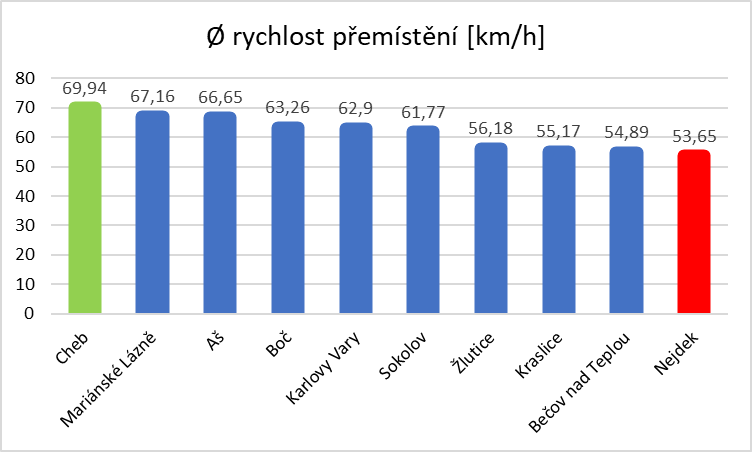 Ø rychlost přemístění [km/h]
80
70
60
50
40
30
20
10
0
69,94
67,16
66,65
63,26
62,9
61,77
56,18
55,17
54,89
53,65
Cheb
Mariánské Lázně
Aš
Boč
Karlovy Vary
Sokolov
Žlutice
Kraslice
Bečov nad Teplou
Nejdek